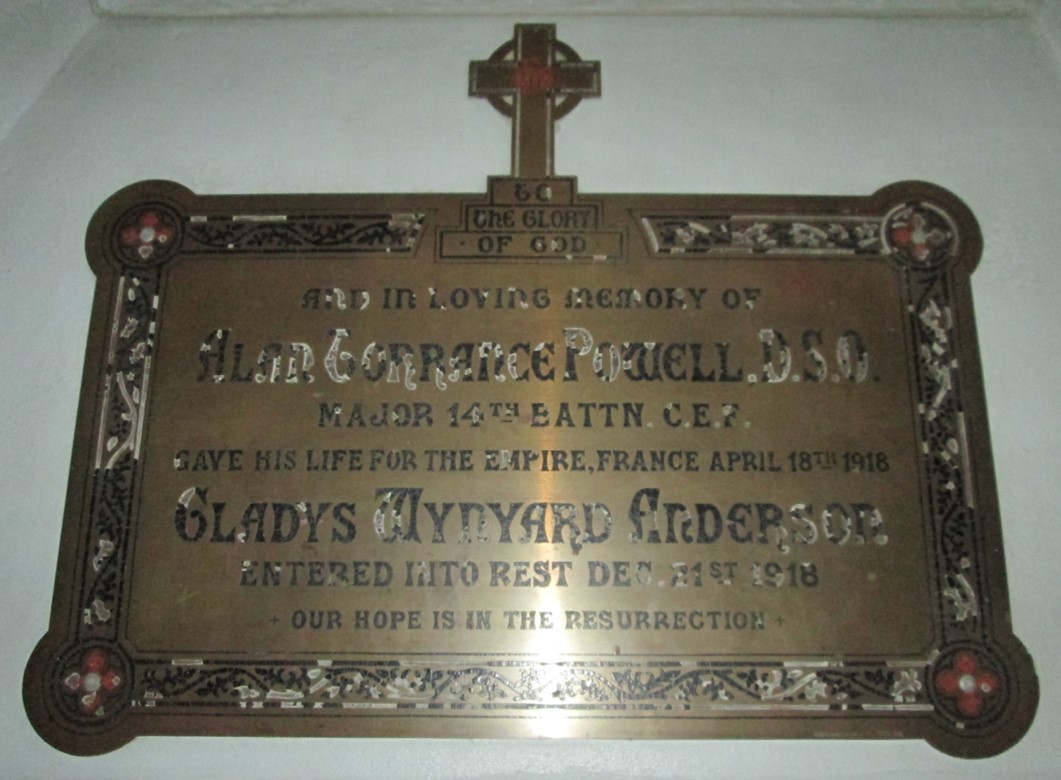 TO
THE GLORY
· OF GOD ·
AND IN LOVING MEMORY OF
ALAN TORRANCE POWELL. D.S.O.
MAJOR 14TH BATTN. C.E.F.
GAVE HIS LIFE FOR THE EMPIRE, FRANCE APRIL 18TH 1918
GLADYS WYNYARD ANDERSON
ENTERED INTO REST DEC. 21ST 1918
+ OUR HOPE IS IN THE RESURRECTION +